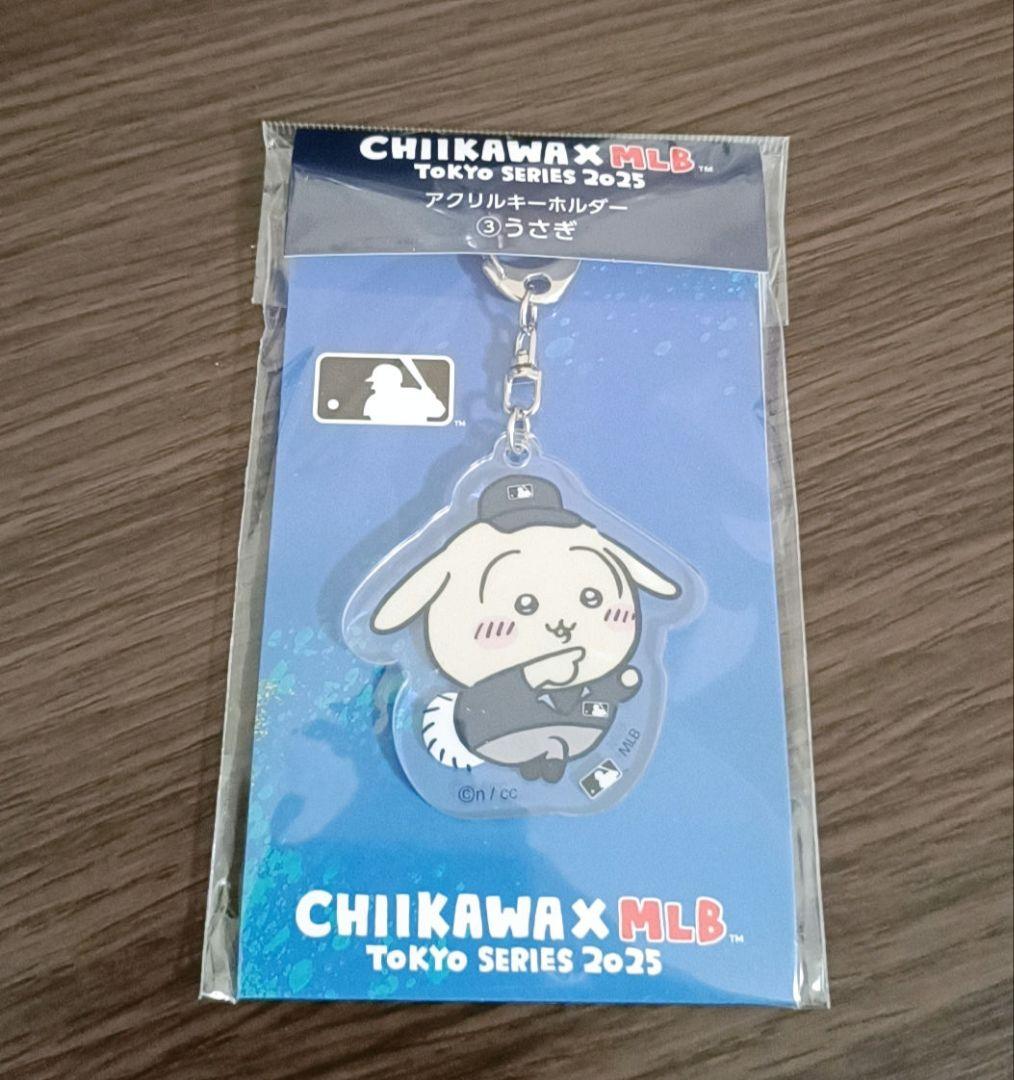 CHIIKAWA X MLB™
TOKYO SERIES 2025
アクリルキーホルダー
③うさぎ
™
MLB
©n / cc
CHIIKAWA X MLB™
TOKYO SERIES 2025